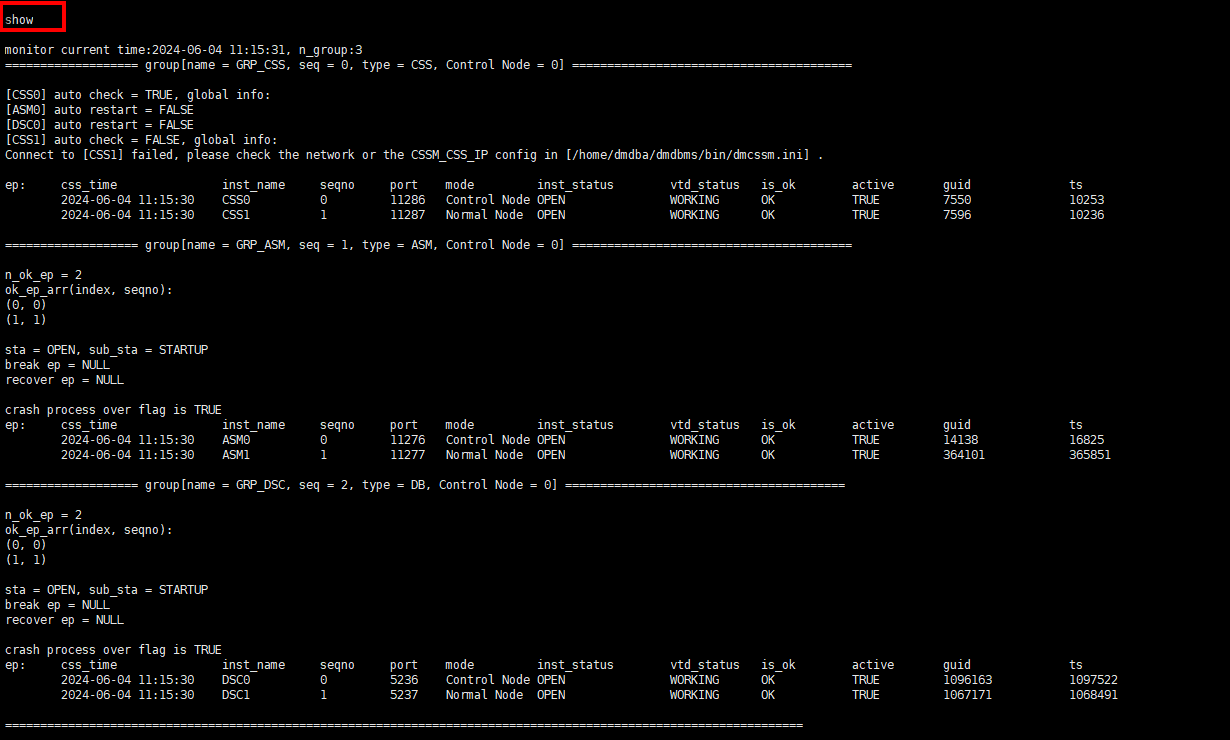 show
monitor current time:2024-06-04 11:15:31, n_group:3
=================== group[name = GRP_CSS, seq = 0, type = CSS, Control Node = 0] ========================================
[CSS0] auto check = TRUE, global info:
[ASM0] auto restart = FALSE
[DSC0] auto restart = FALSE
[CSS1] auto check = FALSE, global info:
Connect to [CSS1] failed, please check the network or the CSSM_CSS_IP config in [/home/dmdba/dmdbms/bin/dmcssm.ini] .
ep:     css_time               inst_name     seqno     port    mode         inst_status        vtd_status   is_ok        active       guid              ts
        2024-06-04 11:15:30    CSS0          0         11286   Control Node OPEN               WORKING      OK           TRUE         7550              10253
        2024-06-04 11:15:30    CSS1          1         11287   Normal Node  OPEN               WORKING      OK           TRUE         7596              10236
=================== group[name = GRP_ASM, seq = 1, type = ASM, Control Node = 0] ========================================
n_ok_ep = 2
ok_ep_arr(index, seqno):
(0, 0)
(1, 1)
sta = OPEN, sub_sta = STARTUP
break ep = NULL
recover ep = NULL
crash process over flag is TRUE
ep:     css_time               inst_name     seqno     port    mode         inst_status        vtd_status   is_ok        active       guid              ts
        2024-06-04 11:15:30    ASM0          0         11276   Control Node OPEN               WORKING      OK           TRUE         14138             16825
        2024-06-04 11:15:30    ASM1          1         11277   Normal Node  OPEN               WORKING      OK           TRUE         364101            365851
=================== group[name = GRP_DSC, seq = 2, type = DB, Control Node = 0] ========================================
n_ok_ep = 2
ok_ep_arr(index, seqno):
(0, 0)
(1, 1)
sta = OPEN, sub_sta = STARTUP
break ep = NULL
recover ep = NULL
crash process over flag is TRUE
ep:     css_time               inst_name     seqno     port    mode         inst_status        vtd_status   is_ok        active       guid              ts
        2024-06-04 11:15:30    DSC0          0         5236    Control Node OPEN               WORKING      OK           TRUE         1096163           1097522
        2024-06-04 11:15:30    DSC1          1         5237    Normal Node  OPEN               WORKING      OK           TRUE         1067171           1068491
==================================================================================================================